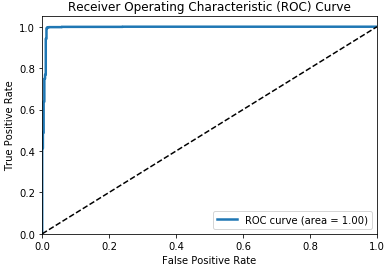 Receiver Operating Characteristic (ROC) Curve
1.0
0.8
0.6
0.4
0.2
0.0
True Positive Rate
ROC curve (area = 1.00)
0.0 0.2 0.4 0.6 0.8 1.0
False Positive Rate